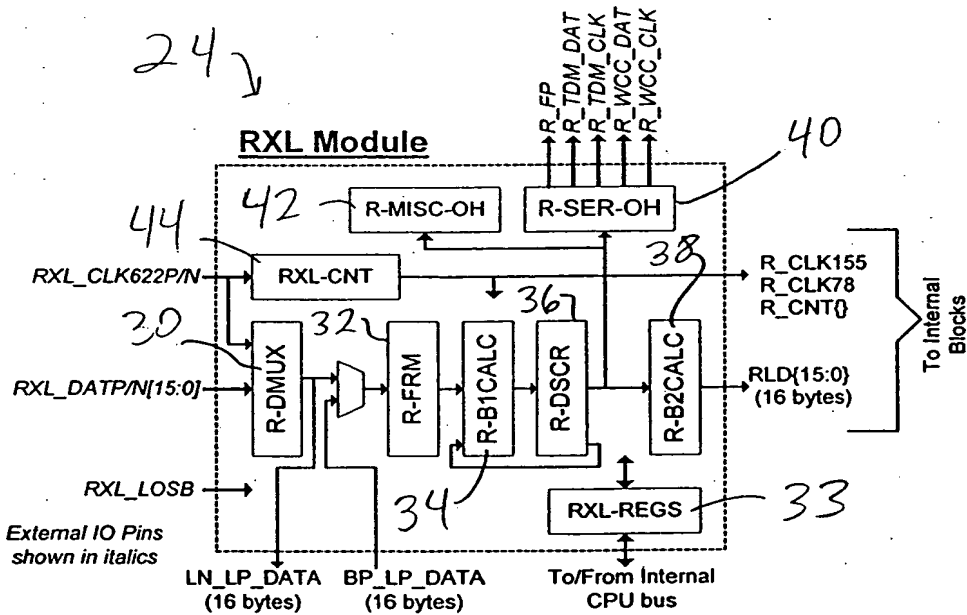 24
RXL Module
R_FP
R_TDM_DAT
R_TDM_CLK
R_WCC_DAT
R_WCC_CLK
40
42
R-MISC-OH
R-SER-OH
44
RXL_CLK622P/N
RXL-CNT
38
R_CLK155
R_CLK78
R_CNT{}
To Internal
Blocks
30
32
36
RXL_DATP/N[15:0]
R-DMUX
R-FRM
R-B1CALC
R-DSCR
R-B2CALC
RLD{15:0}
(16 bytes)
RXL_LOSB
34
RXL-REGS
33
External IO Pins
shown in italics
LN_LP_DATA
(16 bytes)
BP_LP_DATA
(16 bytes)
To/From Internal
CPU bus